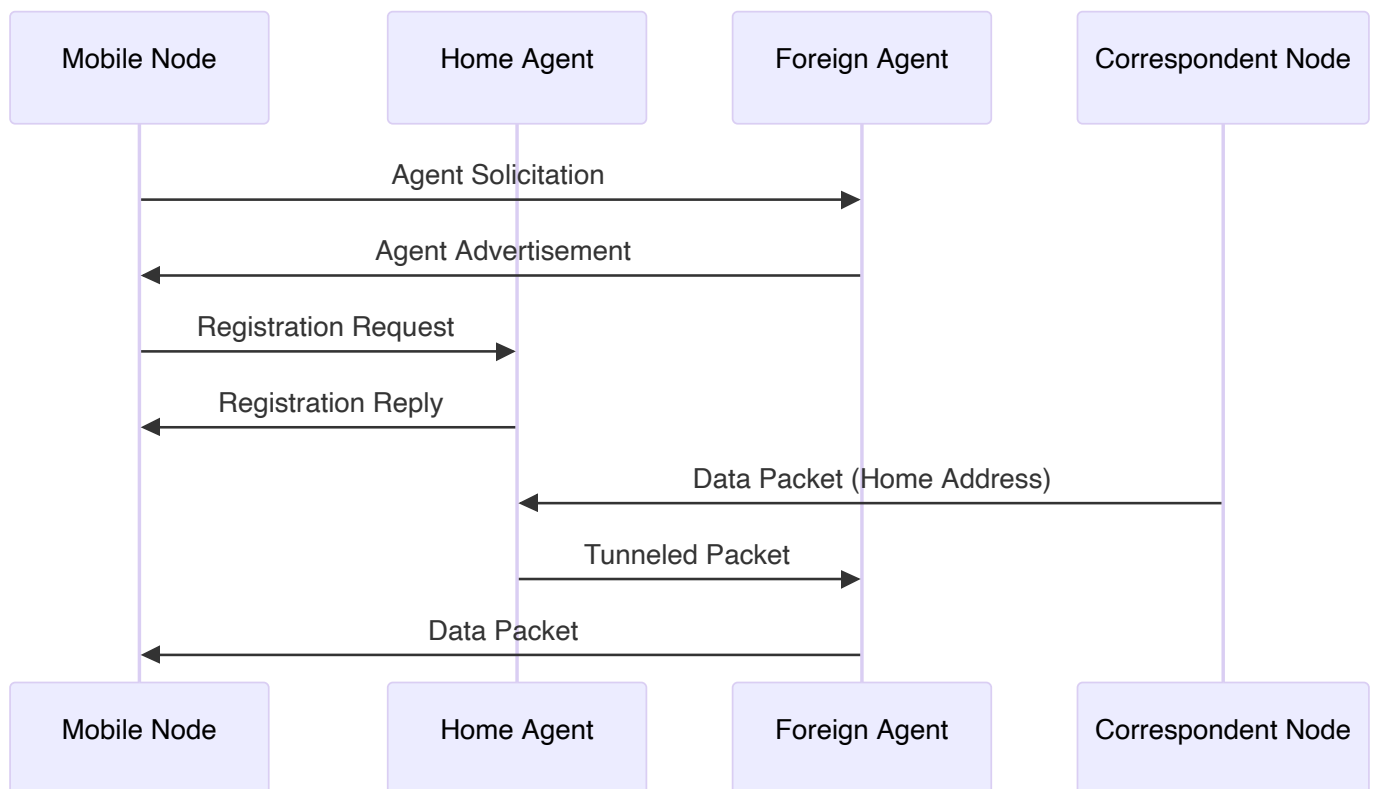 Mobile Node
Home Agent
Foreign Agent
Correspondent Node
Agent Solicitation
Agent Advertisement
Registration Request
Registration Reply
Data Packet (Home Address)
Tunneled Packet
Data Packet
Mobile Node
Home Agent
Foreign Agent
Correspondent Node